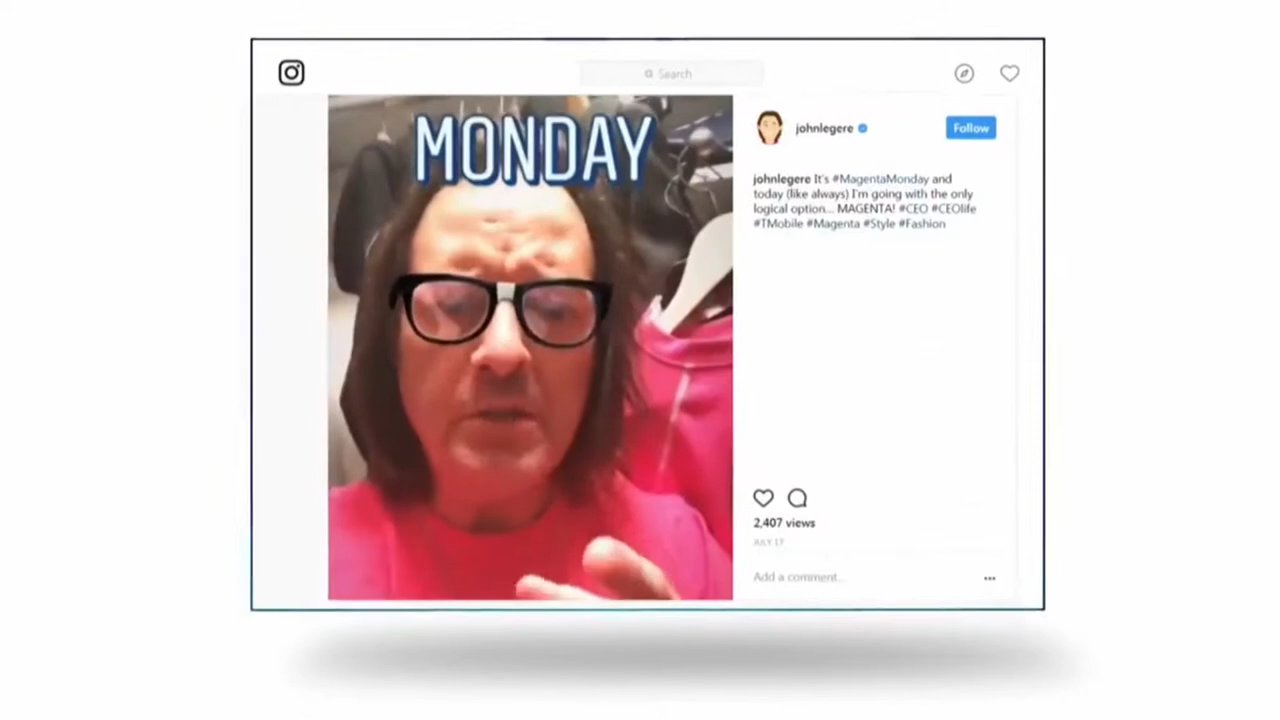 Search
MONDAY
johnlegere
Follow
johnlegere It's #MagentaMonday and
today (like always) I'm going with the only
logical option... MAGENTA! #CEO #CEOlife
#TMobile #Magenta #Style #Fashion
2,407 views
JULY 17
Add a comment...